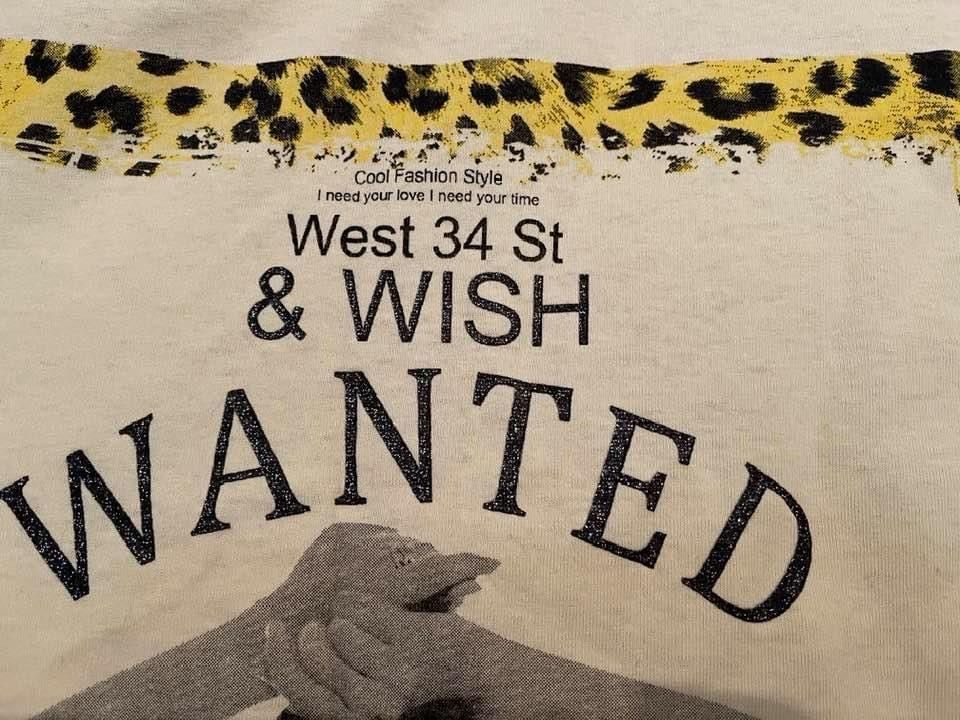 Cool Fashion Style
I need your love I need your time
West 34 St
& WISH
WANTED